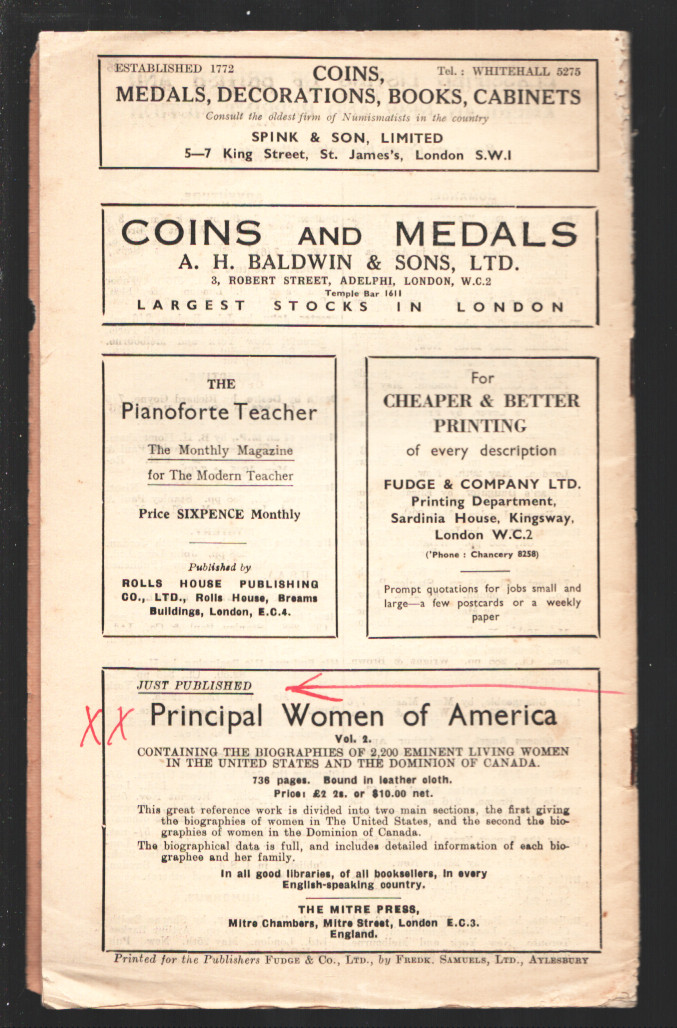 ESTABLISHED 1772 COINS, Tel.: WHITEHALL 5275
MEDALS, DECORATIONS, BOOKS, CABINETS
Consult the oldest firm of Numismatists in the country
SPINK & SON, LIMITED
5—7 King Street, St. James's, London S.W.1
COINS AND MEDALS
A. H. BALDWIN & SONS, LTD.
3, ROBERT STREET, ADELPHI, LONDON, W.C.2
Temple Bar 1611
LARGEST STOCKS IN LONDON
THE
Pianoforte Teacher
The Monthly Magazine
for The Modern Teacher
Price SIXPENCE Monthly
Published by
ROLLS HOUSE PUBLISHING
CO., LTD., Rolls House, Breams
Buildings, London, E.C.4.
For
CHEAPER & BETTER
PRINTING
of every description
FUDGE & COMPANY LTD.
Printing Department,
Sardinia House, Kingsway,
London W.C.2
('Phone : Chancery 8258)
Prompt quotations for jobs small and
large—a few postcards or a weekly
paper
JUST PUBLISHED
XX Principal Women of America
Vol. 2.
CONTAINING THE BIOGRAPHIES OF 2,200 EMINENT LIVING WOMEN
IN THE UNITED STATES AND THE DOMINION OF CANADA.
736 pages. Bound in leather cloth.
Price: £2 2s. or $10.00 net.
This great reference work is divided into two main sections, the first giving
the biographies of women in The United States, and the second the bio-
graphies of women in the Dominion of Canada.
The biographical data is full, and includes detailed information of each bio-
graphee and her family.
In all good libraries, of all booksellers, in every
English-speaking country.
THE MITRE PRESS,
Mitre Chambers, Mitre Street, London E.C.3.
England.
Printed for the Publishers FUDGE & CO., LTD., by FREDK. SAMUELS, LTD., AYLESBURY